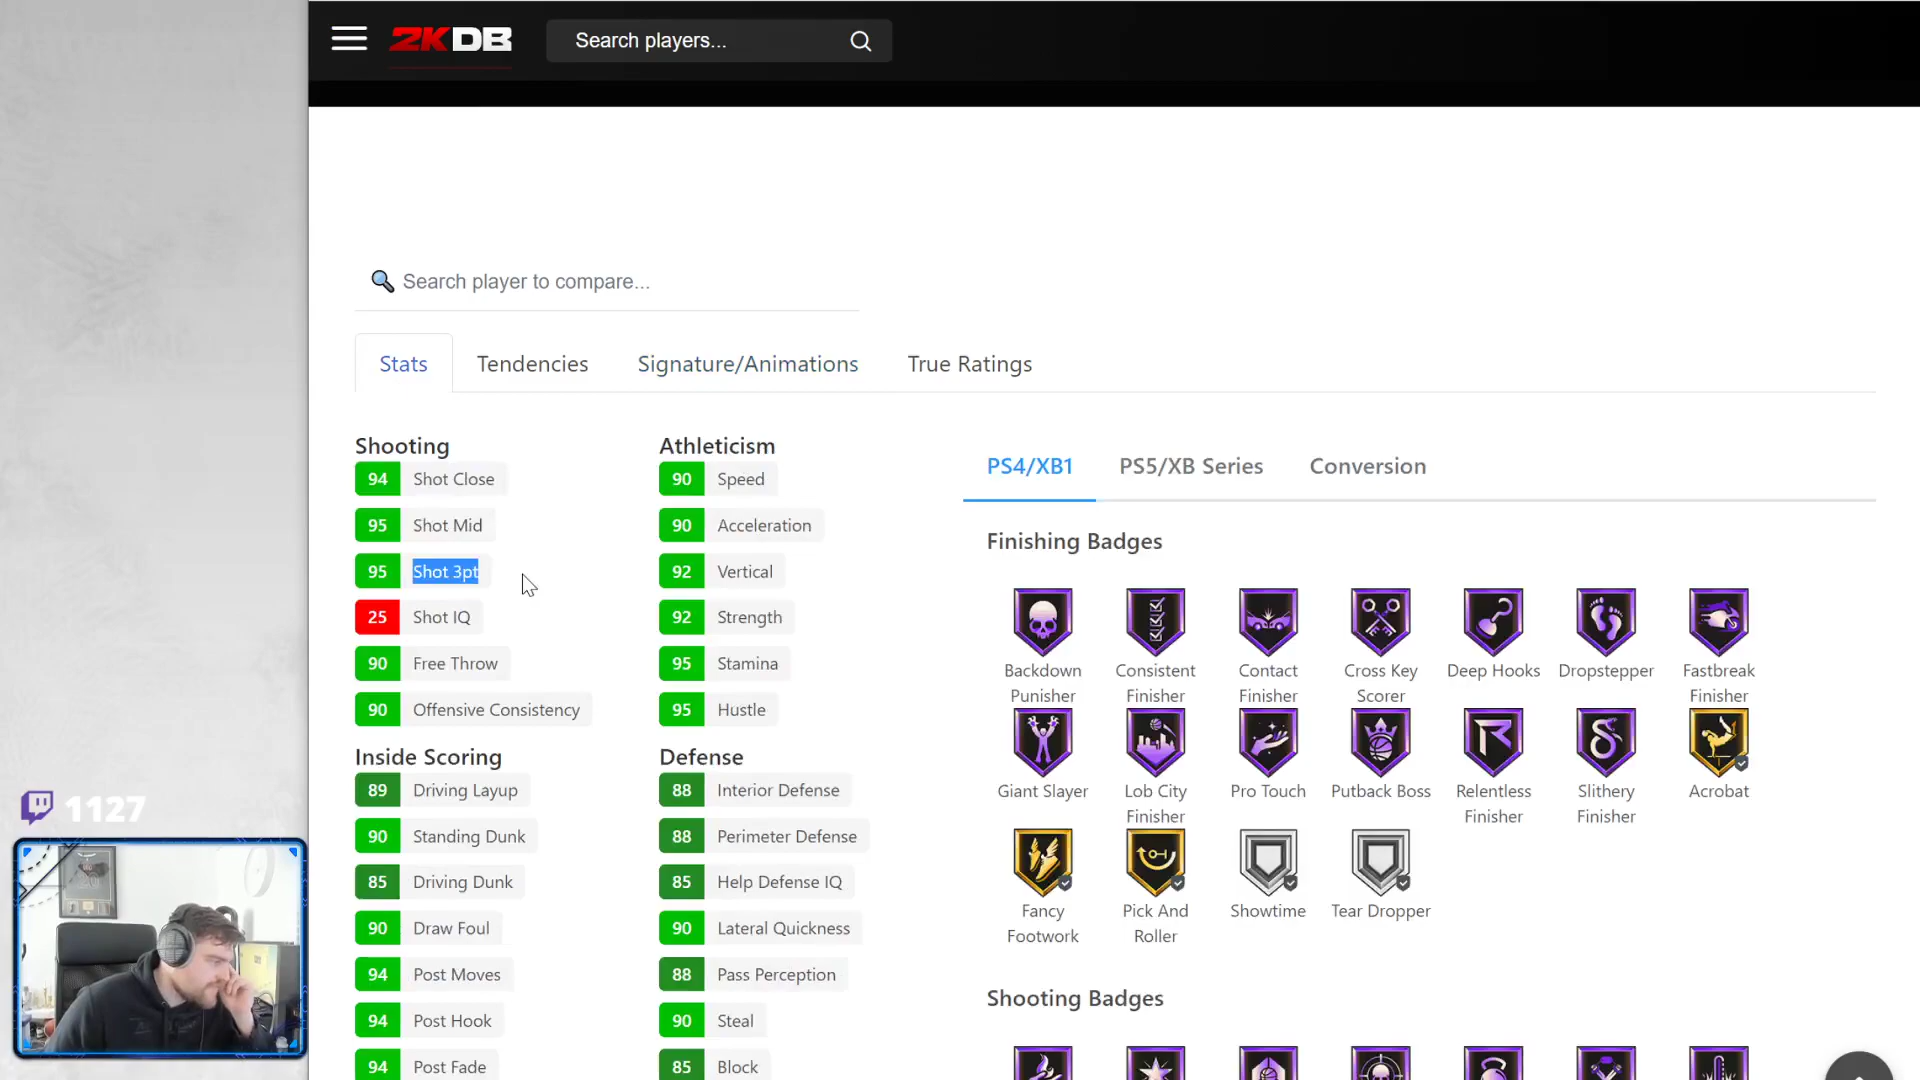 2KDB
Search players...
Search player to compare...
Stats Tendencies Signature/Animations True Ratings
Shooting
94 Shot Close
95 Shot Mid
95 Shot 3pt
25 Shot IQ
90 Free Throw
90 Offensive Consistency
Inside Scoring
89 Driving Layup
90 Standing Dunk
85 Driving Dunk
90 Draw Foul
94 Post Moves
94 Post Hook
94 Post Fade
Athleticism
90 Speed
90 Acceleration
92 Vertical
92 Strength
95 Stamina
95 Hustle
Defense
88 Interior Defense
88 Perimeter Defense
85 Help Defense IQ
90 Lateral Quickness
88 Pass Perception
90 Steal
85 Block
PS4/XB1 PS5/XB Series Conversion
Finishing Badges
Backdown
Punisher
Consistent
Finisher
Contact
Finisher
Cross Key
Scorer
Deep Hooks
Dropstepper
Fastbreak
Finisher
Giant Slayer
Lob City
Finisher
Pro Touch
Putback Boss
Relentless
Finisher
Slithery
Finisher
Acrobat
Fancy
Footwork
Pick And
Roller
Showtime
Tear Dropper
Shooting Badges
1127